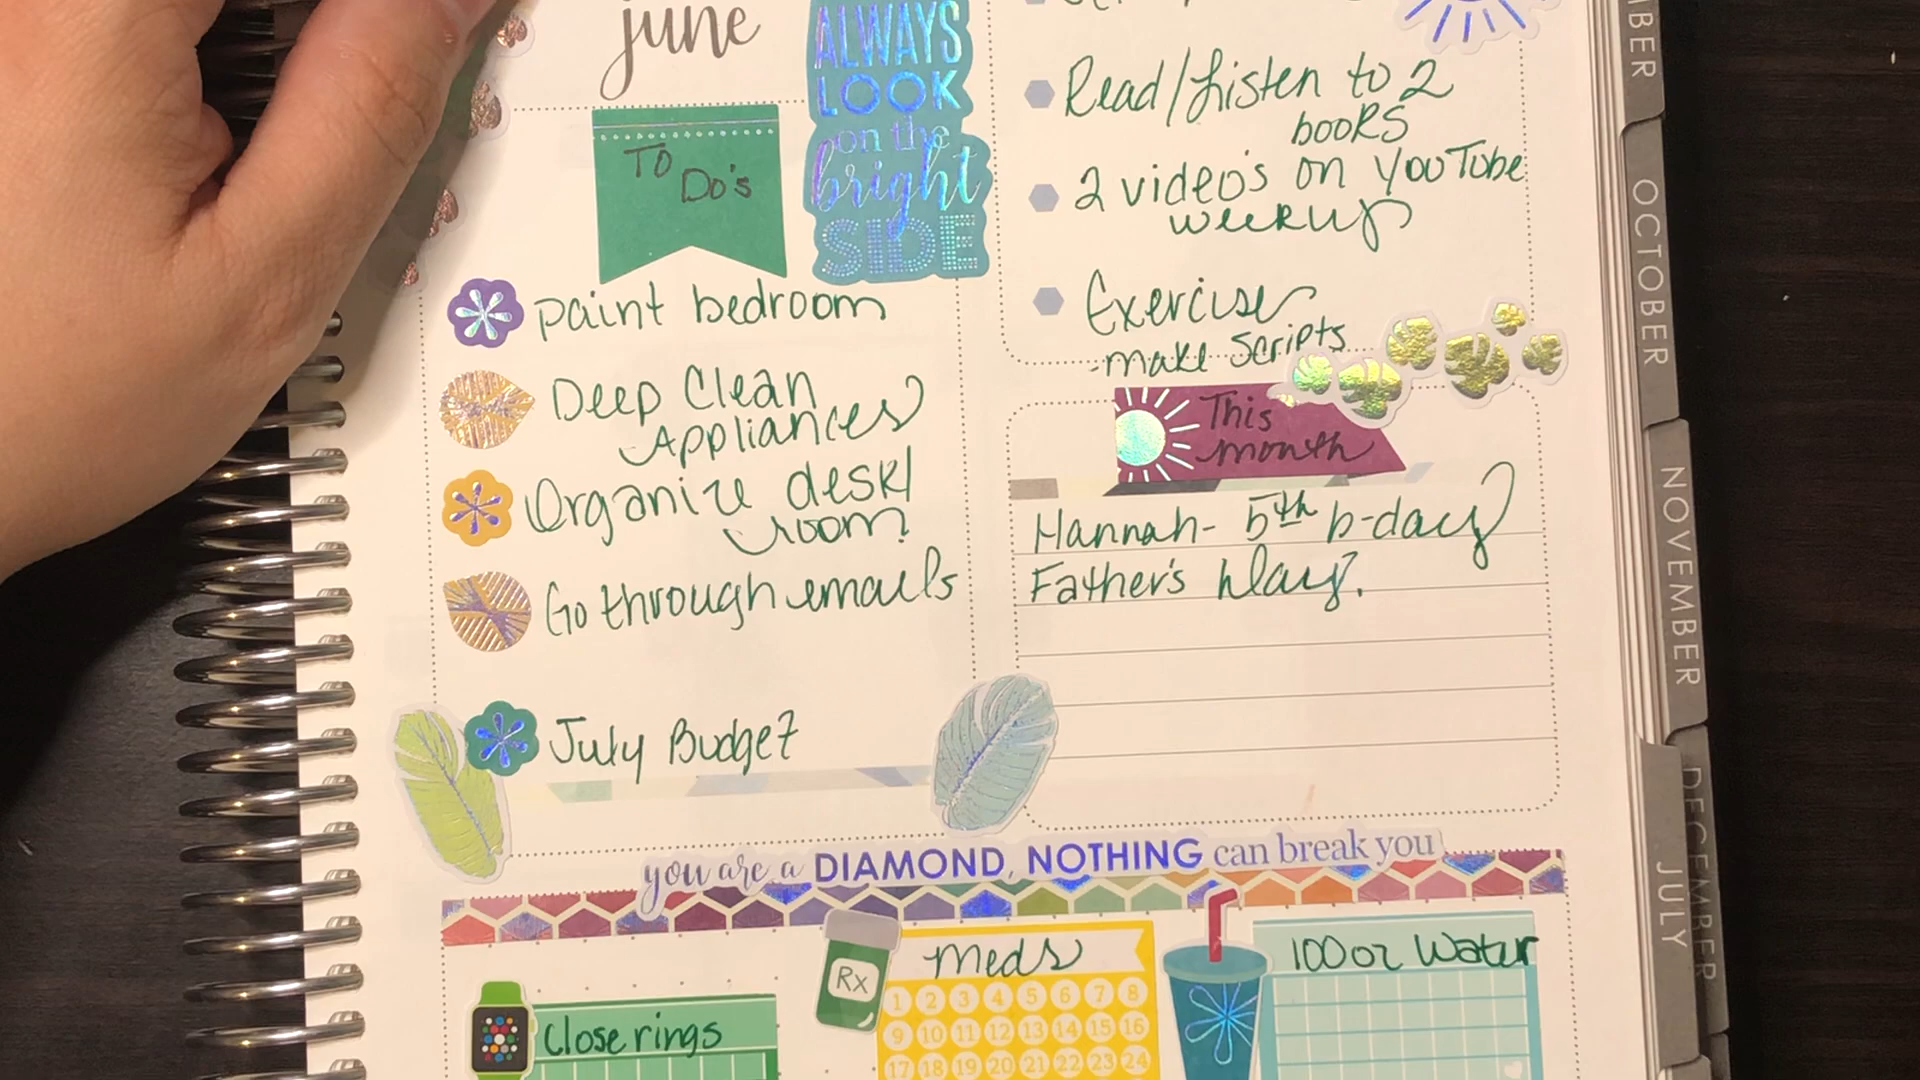 june
ALWAYS
LOOK
on the
bright
SIDE
TO
Do's
paint bedroom
Deep Clean
Appliances
Organize desk/
room
Go through emails
July Budget
Read/Listen to 2
books
2 video's on YouTube
weekly
Exercise
- make scripts
This
month
Hannah - 5th b-day
Father's Day.
you are a DIAMOND, NOTHING can break you
Close rings
Rx
Meds
1 2 3 4 5 6 7 8
9 10 11 12 13 14 15 16
17 18 19 20 21 22 23 24
100 oz Water
BER
OCTOBER
NOVEMBER
DECEMBER
JULY